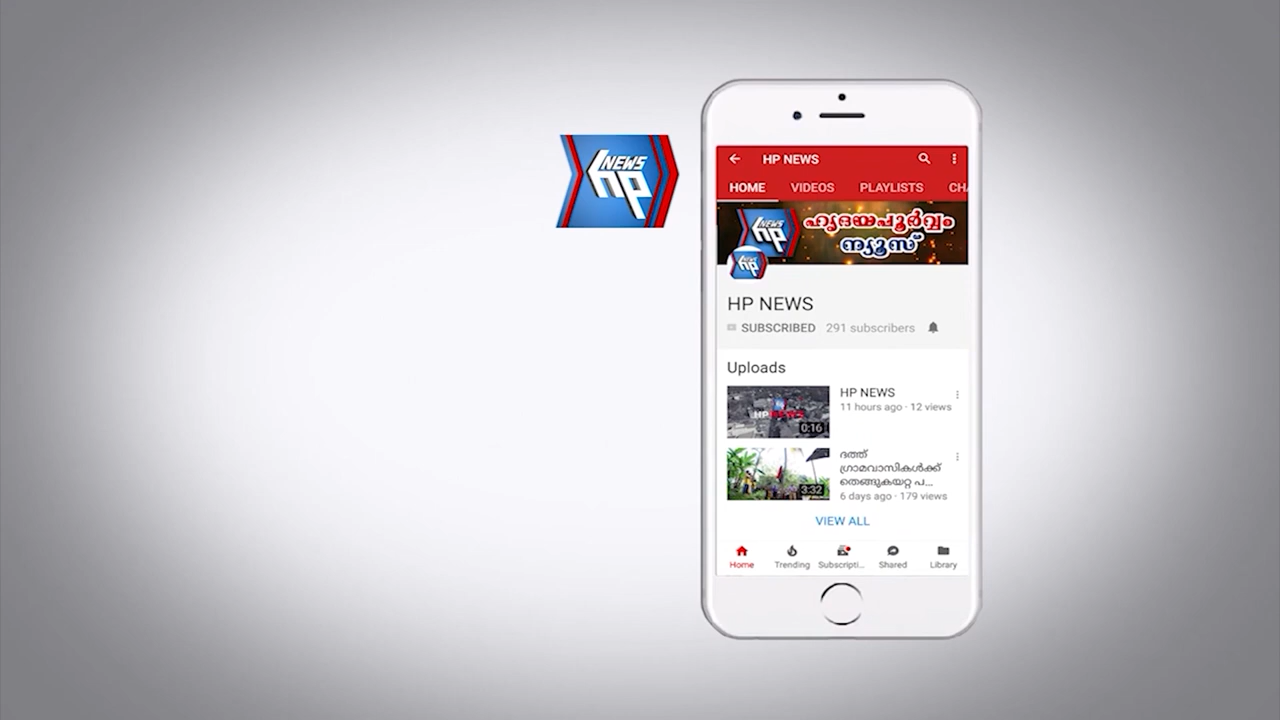 NEWS
hp
HP NEWS
HOME VIDEOS PLAYLISTS CHA
NEWS
hp
ഹൃദയപൂർവ്വം
ന്യൂസ്
NEWS
hp
HP NEWS
SUBSCRIBED 291 subscribers
Uploads
HP NEWS
0:16
HP NEWS
11 hours ago · 12 views
3:32
ദത്ത്
ഗ്രാമവാസികൾക്ക്
തെങ്ങുകയറ്റ പ...
6 days ago · 179 views
VIEW ALL
Home Trending Subscripti... Shared Library